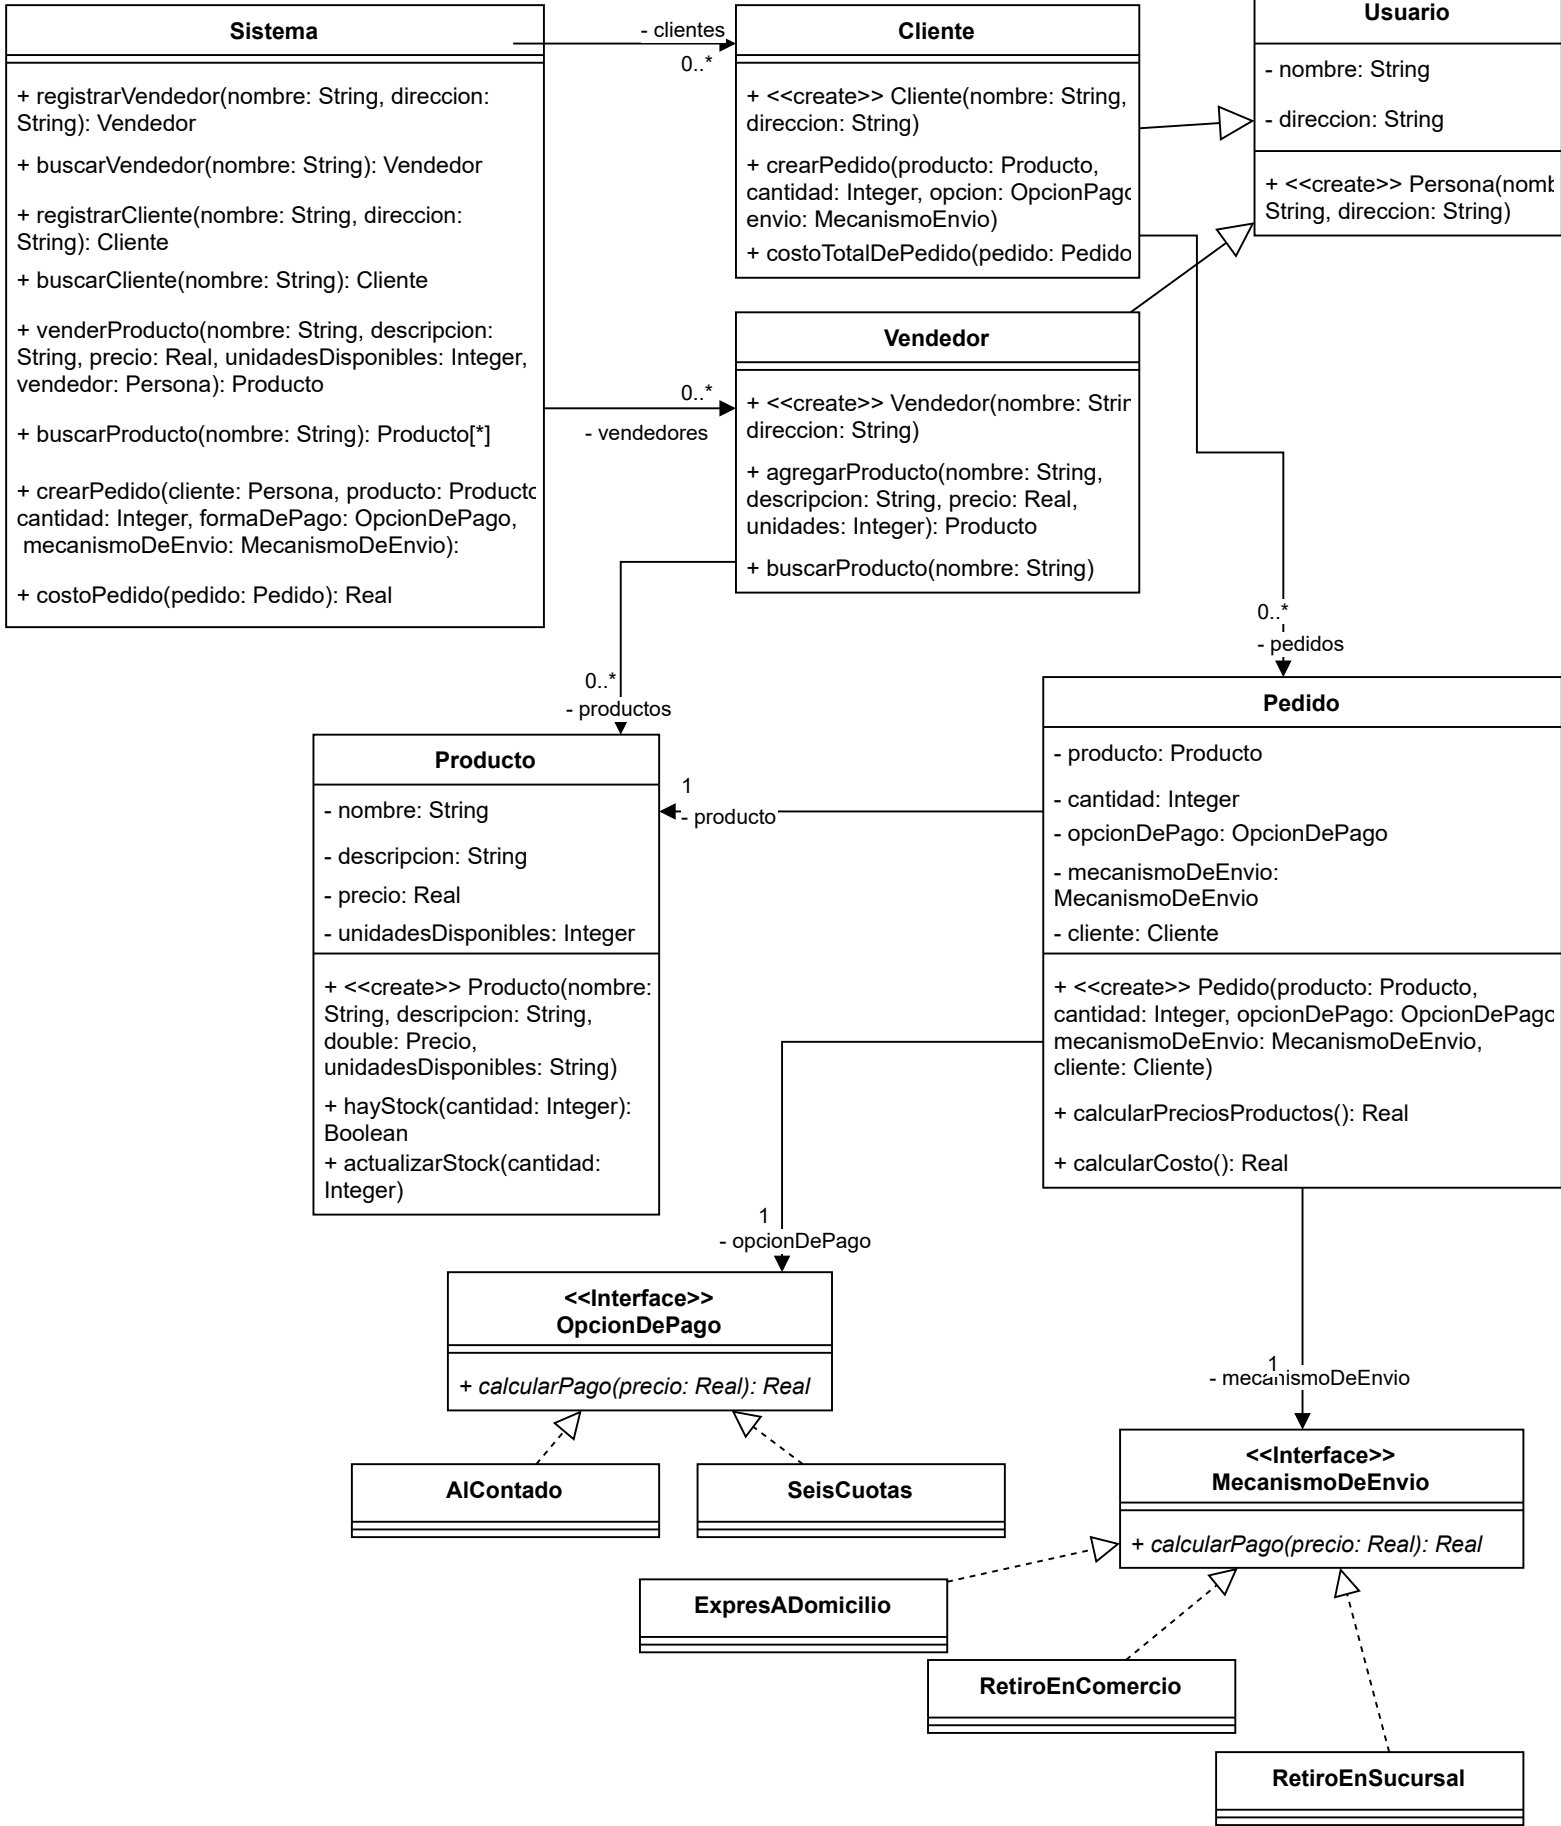 Sistema
+ registrarVendedor(nombre: String, direccion:
String): Vendedor
+ buscarVendedor(nombre: String): Vendedor
+ registrarCliente(nombre: String, direccion:
String): Cliente
+ buscarCliente(nombre: String): Cliente
+ venderProducto(nombre: String, descripcion:
String, precio: Real, unidadesDisponibles: Integer,
vendedor: Persona): Producto
+ buscarProducto(nombre: String): Producto[*]
+ crearPedido(cliente: Persona, producto: Producto
cantidad: Integer, formaDePago: OpcionDePago,
mecanismoDeEnvio: MecanismoDeEnvio):
+ costoPedido(pedido: Pedido): Real
- clientes
0..*
Cliente
+ <<create>> Cliente(nombre: String,
direccion: String)
+ crearPedido(producto: Producto,
cantidad: Integer, opcion: OpcionPago
envio: MecanismoEnvio)
+ costoTotalDePedido(pedido: Pedido
Usuario
- nombre: String
- direccion: String
+ <<create>> Persona(nomb
String, direccion: String)
0..*
- vendedores
Vendedor
+ <<create>> Vendedor(nombre: Strin
direccion: String)
+ agregarProducto(nombre: String,
descripcion: String, precio: Real,
unidades: Integer): Producto
+ buscarProducto(nombre: String)
0..*
- pedidos
0..*
- productos
Producto
- nombre: String
- descripcion: String
- precio: Real
- unidadesDisponibles: Integer
+ <<create>> Producto(nombre:
String, descripcion: String,
double: Precio,
unidadesDisponibles: String)
+ hayStock(cantidad: Integer):
Boolean
+ actualizarStock(cantidad:
Integer)
1
- producto
Pedido
- producto: Producto
- cantidad: Integer
- opcionDePago: OpcionDePago
- mecanismoDeEnvio:
MecanismoDeEnvio
- cliente: Cliente
+ <<create>> Pedido(producto: Producto,
cantidad: Integer, opcionDePago: OpcionDePago
mecanismoDeEnvio: MecanismoDeEnvio,
cliente: Cliente)
+ calcularPreciosProductos(): Real
+ calcularCosto(): Real
1
- opcionDePago
<<Interface>>
OpcionDePago
+ calcularPago(precio: Real): Real
AlContado
SeisCuotas
1
- mecanismoDeEnvio
<<Interface>>
MecanismoDeEnvio
+ calcularPago(precio: Real): Real
ExpresADomicilio
RetiroEnComercio
RetiroEnSucursal